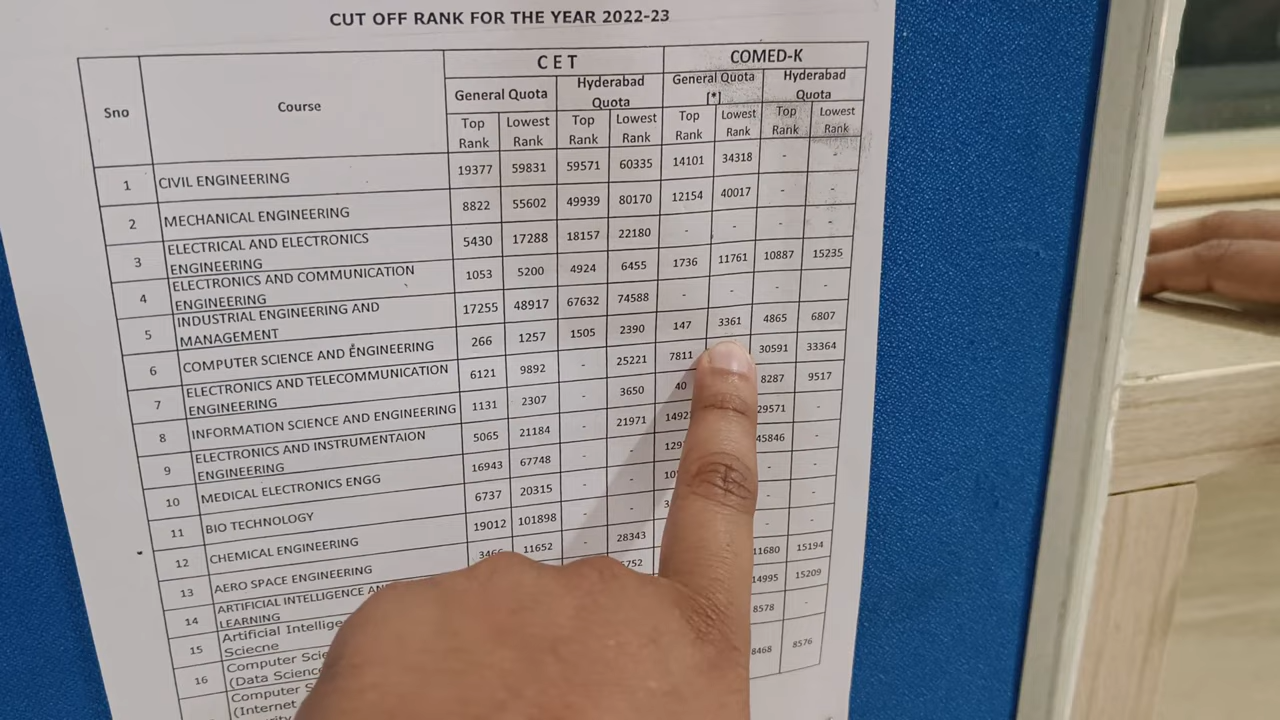 CUT OFF RANK FOR THE YEAR 2022-23
Sno Course CET COMED-K
General Quota Hyderabad Quota General Quota [*] Hyderabad Quota
Top Rank Lowest Rank Top Rank Lowest Rank Top Rank Lowest Rank Top Rank Lowest Rank
1 CIVIL ENGINEERING 19377 59831 59571 60335 14101 34318 - -
2 MECHANICAL ENGINEERING 8822 55602 49939 80170 12154 40017 - -
3 ELECTRICAL AND ELECTRONICS ENGINEERING 5430 17288 18157 22180 - - - -
4 ELECTRONICS AND COMMUNICATION ENGINEERING 1053 5200 4924 6455 1736 11761 10887 15235
5 INDUSTRIAL ENGINEERING AND MANAGEMENT 17255 48917 67632 74588 - - - -
6 COMPUTER SCIENCE AND ENGINEERING 266 1257 1505 2390 147 3361 4865 6807
7 ELECTRONICS AND TELECOMMUNICATION ENGINEERING 6121 9892 - 25221 7811 30591 33364
8 INFORMATION SCIENCE AND ENGINEERING 1131 2307 - 3650 40 8287 9517
9 ELECTRONICS AND INSTRUMENTAION ENGINEERING 5065 21184 - 21971 1492 29571 -
10 MEDICAL ELECTRONICS ENGG 16943 67748 - - 129 45846 -
11 BIO TECHNOLOGY 6737 20315 - - 10 - -
12 CHEMICAL ENGINEERING 19012 101898 - - 3 - -
13 AERO SPACE ENGINEERING 3466 11652 - 28343 - -
14 ARTIFICIAL INTELLIGENCE AN LEARNING 5752 11680 15194
15 Artificial Intellige Sciecne 14995 15209
16 Computer Scie (Data Science 8578 -
Computer S (Internet 8468 8576